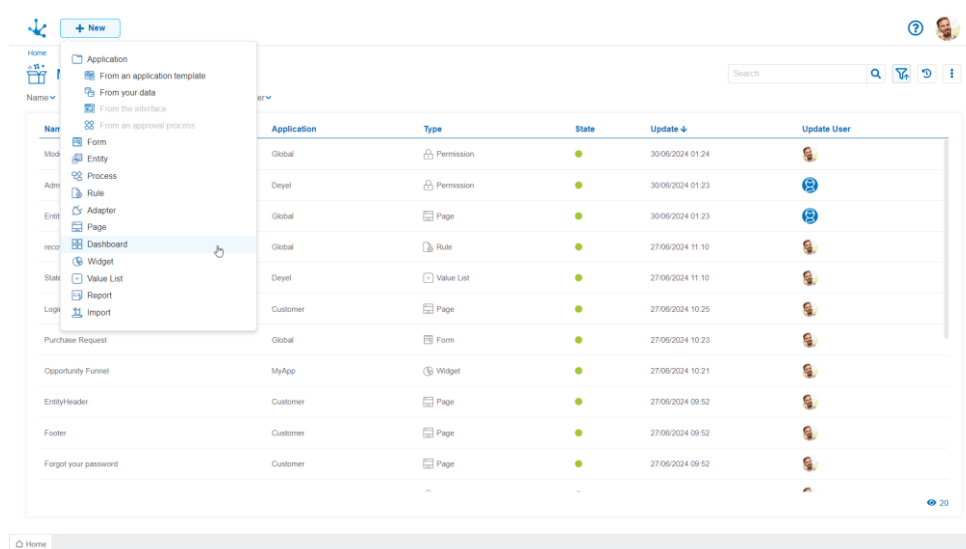 + New
Home
Application
From an application template
From your data
From the interface
From an approval process
Form
Entity
Process
Rule
Adapter
Page
Dashboard
Widget
Value List
Report
Import
Search
Name
Application Type State Update Update User
Global Permission 30/06/2024 01:24
Deyel Permission 30/06/2024 01:23
Global Page 30/06/2024 01:23
Global Rule 27/06/2024 11:10
Deyel Value List 27/06/2024 11:10
Customer Page 27/06/2024 10:25
Purchase Request Global Form 27/06/2024 10:23
Opportunity Funnel MyApp Widget 27/06/2024 10:21
EntityHeader Customer Page 27/06/2024 09:52
Footer Customer Page 27/06/2024 09:52
Forgot your password Customer Page 27/06/2024 09:52
20
Home